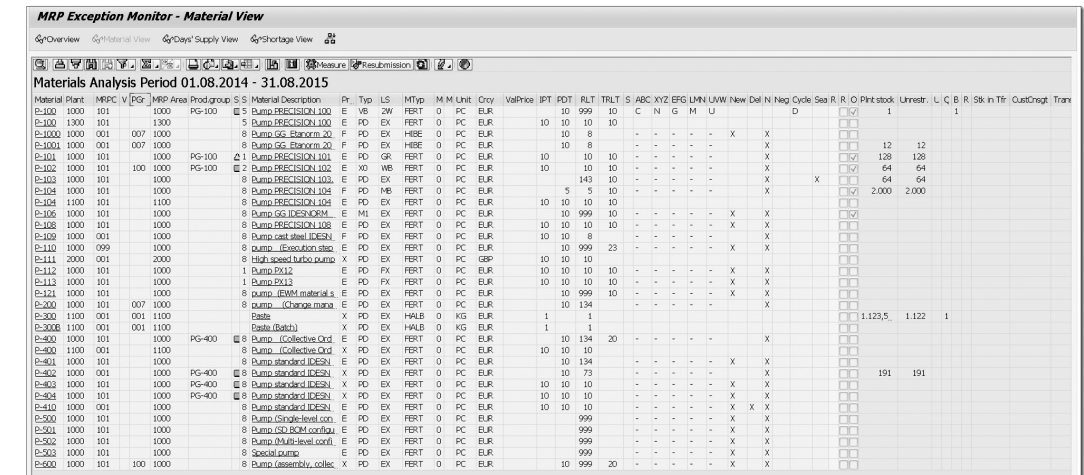 MRP Exception Monitor - Material View
Overview Material View Days' Supply View Shortage View
Measure Resubmission
Materials Analysis Period 01.08.2014 - 31.08.2015
Material Plant MRPC V PGr MRP Area Prod.group S S Material Description Pr.. Typ LS MTyp M M Unit Crcy ValPrice IPT PDT RLT TRLT S ABC XYZ EFG LMN UVW New Del N Neg Cycle Sea R R O Plnt stock Unrestr. L Q B R Stk in Tfr CustCnsgt Tran
P-100 1000 101 1000 PG-100 5 Pump PRECISION 100 E VB 2W FERT 0 PC EUR 10 999 10 C N G M U D 1 1
P-100 1300 101 1300 5 Pump PRECISION 100 E PD EX FERT 0 PC EUR 10 10 10 10
P-1000 1000 001 007 1000 8 Pump GG Etanorm 20 F PD EX HIBE 0 PC EUR 10 8 - - - - - X X
P-1001 1000 001 007 1000 8 Pump GG Etanorm 20 F PD EX HIBE 0 PC EUR 10 8 - - - - - X 12 12
P-101 1000 101 1000 PG-100 1 Pump PRECISION 101 E PD GR FERT 0 PC EUR 10 10 10 - - - - - X 128 128
P-102 1000 101 100 1000 PG-100 2 Pump PRECISION 102 E X0 WB FERT 0 PC EUR 10 10 10 - - - - - X 64 64
P-103 1000 101 1000 8 Pump PRECISION 103. E PD EX FERT 0 PC EUR 143 10 - - - - - X X 64 64
P-104 1000 101 1000 8 Pump PRECISION 104 F PD MB FERT 0 PC EUR 5 5 10 - - - - - X 2.000 2.000
P-104 1100 101 1100 8 Pump PRECISION 104 E PD EX FERT 0 PC EUR 10 10 10 10
P-106 1000 101 1000 8 Pump GG IDESNORM E M1 EX FERT 0 PC EUR 10 999 10 - - - - - X X
P-108 1000 101 1000 8 Pump PRECISION 108 E PD EX FERT 0 PC EUR 10 10 10 10 - - - - - X X
P-109 1000 001 1000 8 Pump cast steel IDESN F PD EX FERT 0 PC EUR 10 10 8 - - - - - X
P-110 1000 099 1000 8 pump (Execution step E PD EX FERT 0 PC EUR 10 999 23 - - - - - X X
P-111 2000 001 2000 8 High speed turbo pump X PD EX FERT 0 PC GBP 10 10 10
P-112 1000 101 1000 1 Pump PX12 E PD FX FERT 0 PC EUR 10 10 10 10 - - - - - X X
P-113 1000 101 1000 1 Pump PX13 E PD FX FERT 0 PC EUR 10 10 10 10 - - - - - X X
P-121 1000 101 1000 8 pump (EWM material s E PD EX FERT 0 PC EUR 10 999 10 - - - - - X X
P-200 1000 101 007 1000 8 pump (Change mana E PD EX FERT 0 PC EUR 10 134
P-300 1100 001 001 1100 Paste X PD EX HALB 0 KG EUR 1 1 1.123,5_ 1.122 1
P-300B 1100 001 001 1100 Paste (Batch) X PD EX HALB 0 KG EUR 1 1
P-400 1000 101 1000 PG-400 8 Pump (Collective Ord E PD EX FERT 0 PC EUR 10 134 20 - - - - - X
P-400 1100 001 1100 8 Pump (Collective Ord X PD EX FERT 0 PC EUR 10 10 10
P-401 1000 101 1000 8 Pump standard IDESN E PD EX FERT 0 PC EUR 10 134 - - - - - X X
P-402 1000 001 1000 PG-400 8 Pump standard IDESN X PD EX FERT 0 PC EUR 10 73 - - - - - X 191 191
P-403 1000 101 1000 PG-400 8 Pump standard IDESN X PD EX FERT 0 PC EUR 10 10 10 - - - - - X X
P-404 1000 101 1000 PG-400 8 Pump standard IDESN X PD EX FERT 0 PC EUR 10 10 10 - - - - - X X
P-410 1000 001 1000 8 Pump standard IDESN E PD EX FERT 0 PC EUR 10 10 10 - - - - - X X X
P-500 1000 101 1000 8 Pump (Single-level con E PD EX FERT 0 PC EUR 999 - - - - - X X
P-501 1000 101 1000 8 Pump (SD BOM configu E PD EX FERT 0 PC EUR 999 - - - - - X X
P-502 1000 101 1000 8 Pump (Multi-level confi E PD EX FERT 0 PC EUR 999 - - - - - X X
P-503 1000 101 1000 8 Special pump E PD EX FERT 0 PC EUR 999 - - - - - X X
P-600 1000 101 100 1000 8 Pump (assembly, collec X PD EX FERT 0 PC EUR 10 999 20 - - - - - X X